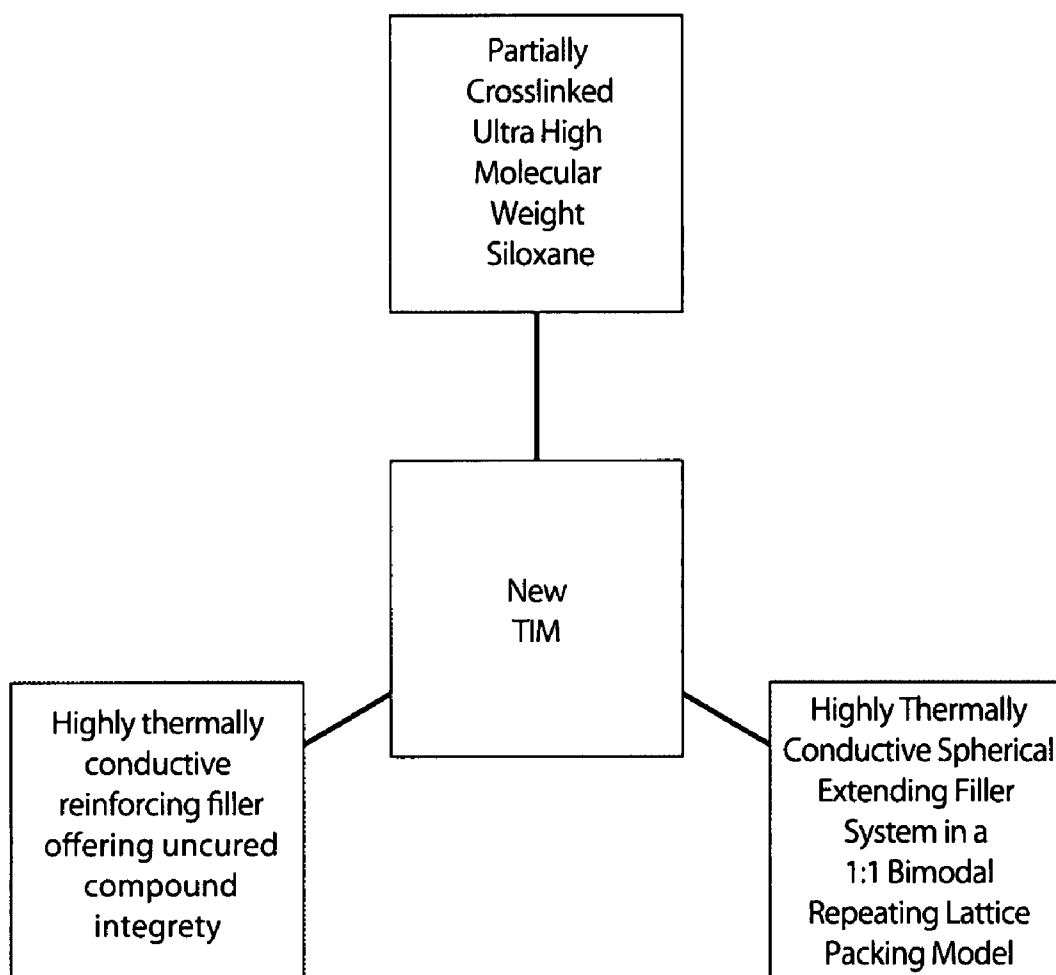 Partially
Crosslinked
Ultra High
Molecular
Weight
Siloxane
New
TIM
Highly thermally
conductive
reinforcing filler
offering uncured
compound
integrety
Highly Thermally
Conductive Spherical
Extending Filler
System in a
1:1 Bimodal
Repeating Lattice
Packing Model